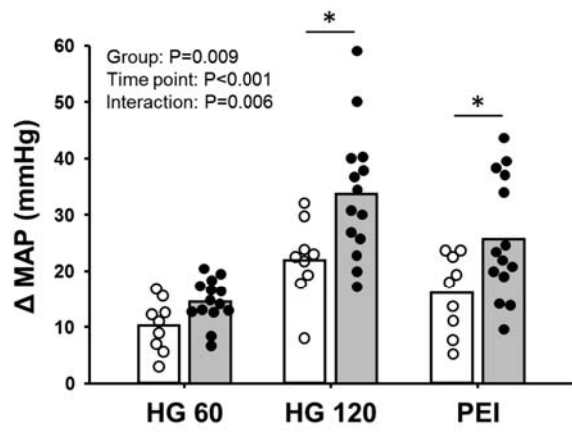 Group: P=0.009
Time point: P<0.001
Interaction: P=0.006
*
*
Δ MAP (mmHg)
60
50
40
30
20
10
0
HG 60 HG 120 PEI